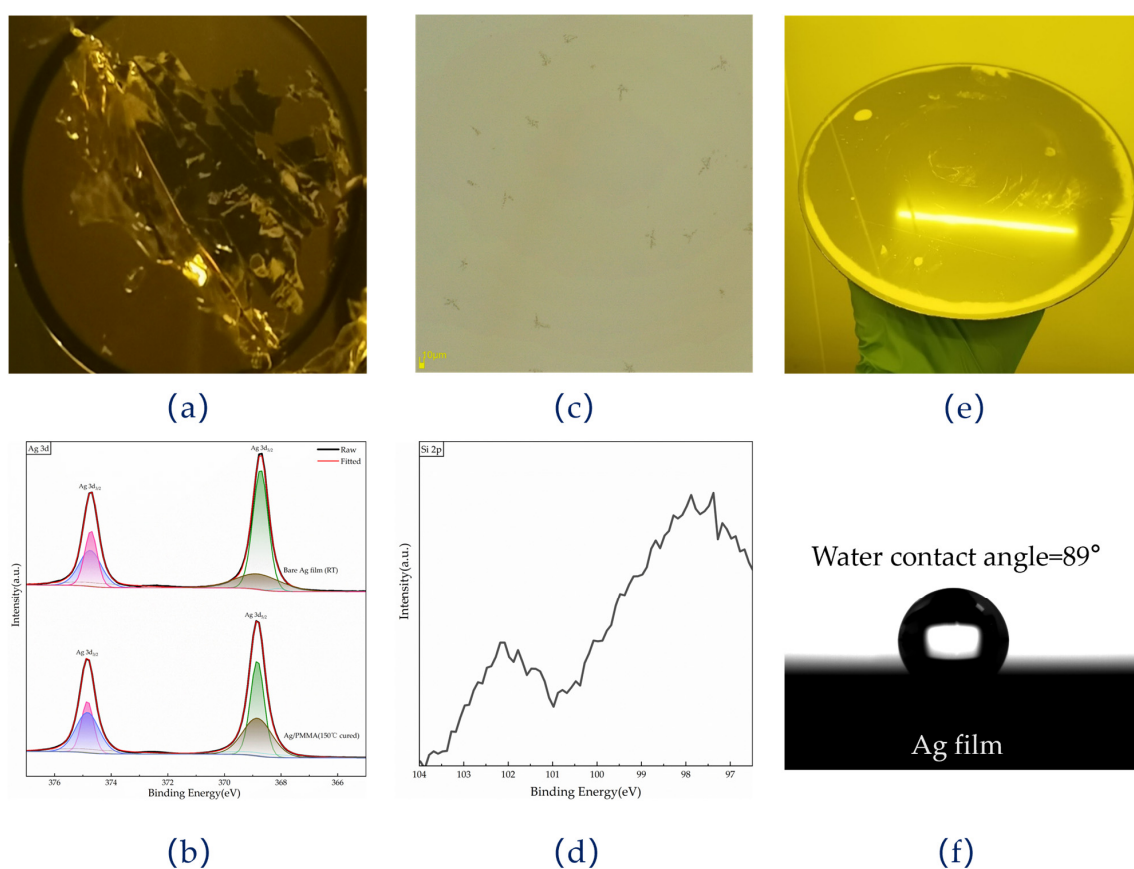 10μm
(a)
(c)
(e)
Ag 3d
Ag 3d3/2
Ag 3d5/2
Raw
Fitted
Bare Ag film (RT)
Ag 3d3/2
Ag 3d5/2
Ag/PMMA(150℃ cured)
Intensity(a.u.)
376 374 372 370 368 366
Binding Energy(eV)
(b)
Si 2p
Intensity(a.u.)
104 103 102 101 100 99 98 97
Binding Energy(eV)
(d)
Water contact angle=89°
Ag film
(f)